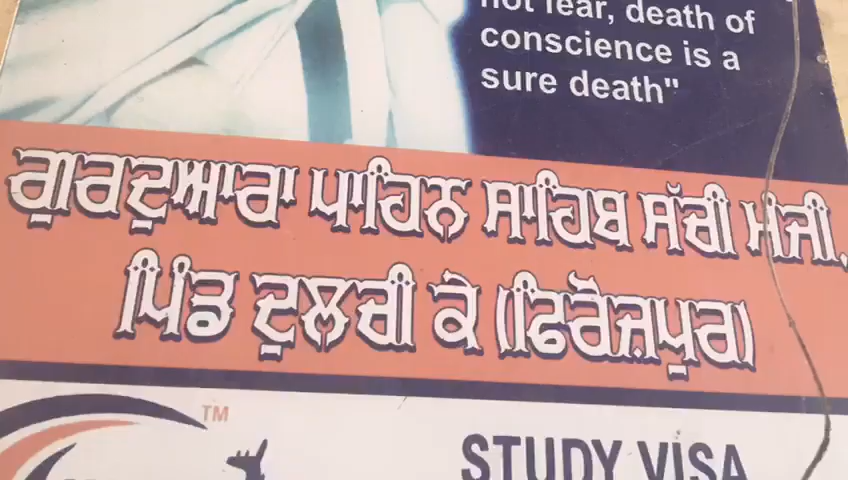 not fear, death of
conscience is a
sure death"
ਗੁਰਦੁਆਰਾ ਪਾਹਿਨ ਸਾਹਿਬ ਸੱਚੀ ਮੰਜੀ,
ਪਿੰਡ ਦੁਲਚੀ ਕੇ (ਫਿਰੋਜ਼ਪੁਰ)
TM
STUDY VISA